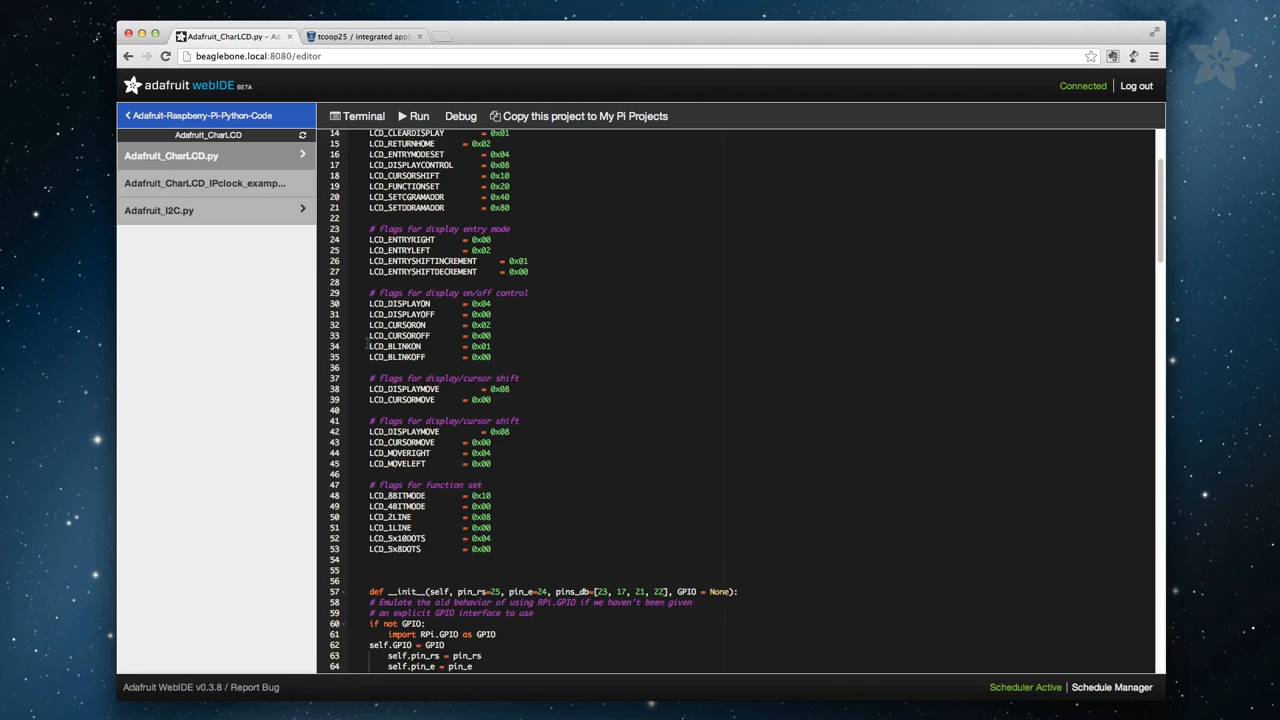 Adafruit_CharLCD.py - Ad
tcoop25 / integrated appl
beaglebone.local:8080/editor
adafruit webIDE BETA
Connected
Log out
Adafruit-Raspberry-Pi-Python-Code
Terminal
Run
Debug
Copy this project to My Pi Projects
Adafruit_CharLCD
Adafruit_CharLCD.py
Adafruit_CharLCD_IPclock_examp...
Adafruit_I2C.py
14 LCD_CLEARDISPLAY = 0x01
15 LCD_RETURNHOME = 0x02
16 LCD_ENTRYMODESET = 0x04
17 LCD_DISPLAYCONTROL = 0x08
18 LCD_CURSORSHIFT = 0x10
19 LCD_FUNCTIONSET = 0x20
20 LCD_SETCGRAMADDR = 0x40
21 LCD_SETDDRAMADDR = 0x80
22
23 # flags for display entry mode
24 LCD_ENTRYRIGHT = 0x00
25 LCD_ENTRYLEFT = 0x02
26 LCD_ENTRYSHIFTINCREMENT = 0x01
27 LCD_ENTRYSHIFTDECREMENT = 0x00
28
29 # flags for display on/off control
30 LCD_DISPLAYON = 0x04
31 LCD_DISPLAYOFF = 0x00
32 LCD_CURSORON = 0x02
33 LCD_CURSOROFF = 0x00
34 LCD_BLINKON = 0x01
35 LCD_BLINKOFF = 0x00
36
37 # flags for display/cursor shift
38 LCD_DISPLAYMOVE = 0x08
39 LCD_CURSORMOVE = 0x00
40
41 # flags for display/cursor shift
42 LCD_DISPLAYMOVE = 0x08
43 LCD_CURSORMOVE = 0x00
44 LCD_MOVERIGHT = 0x04
45 LCD_MOVELEFT = 0x00
46
47 # flags for function set
48 LCD_8BITMODE = 0x10
49 LCD_4BITMODE = 0x00
50 LCD_2LINE = 0x08
51 LCD_1LINE = 0x00
52 LCD_5x10DOTS = 0x04
53 LCD_5x8DOTS = 0x00
54
55
56
57 def __init__(self, pin_rs=25, pin_e=24, pins_db=[23, 17, 21, 22], GPIO = None):
58 # Emulate the old behavior of using RPi.GPIO if we haven't been given
59 # an explicit GPIO interface to use
60 if not GPIO:
61 import RPi.GPIO as GPIO
62 self.GPIO = GPIO
63 self.pin_rs = pin_rs
64 self.pin_e = pin_e
Adafruit WebIDE v0.3.8 / Report Bug
Scheduler Active | Schedule Manager